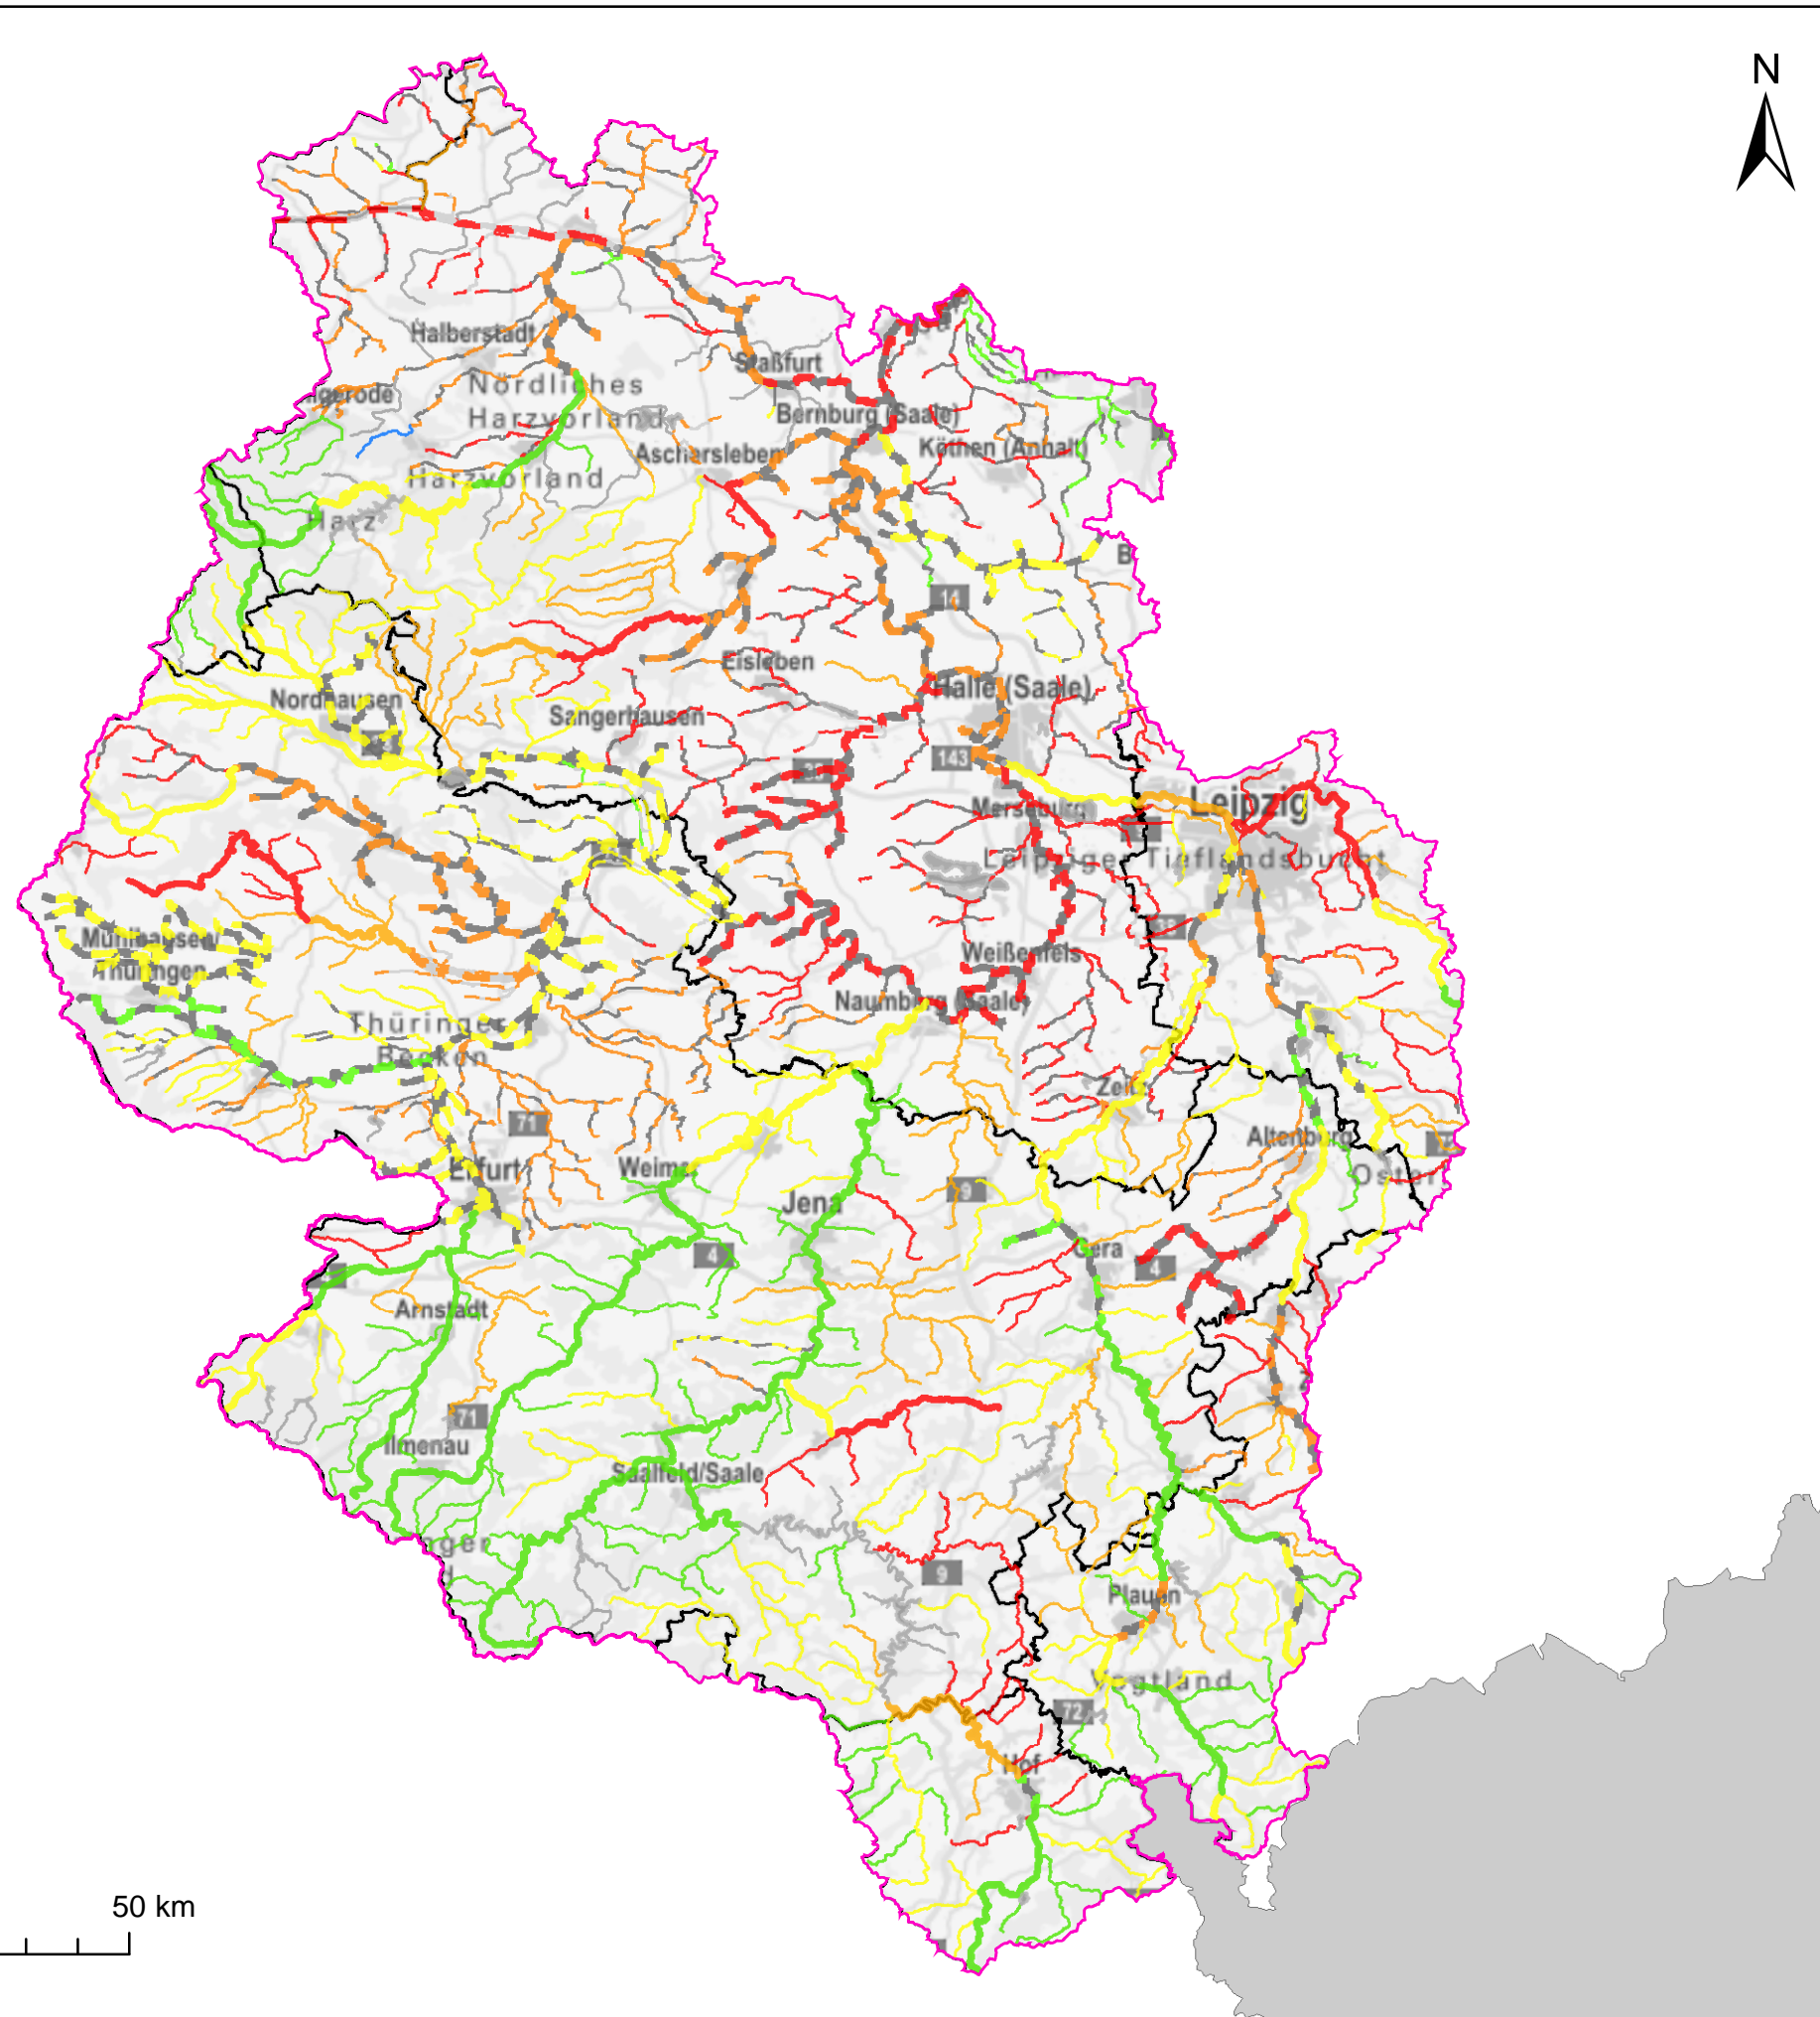 N
Halberstadt
Staßfurt
Nördliches
Harzvorland
Bernburg (Saale)
Köthen (Anhalt)
Aschersleben
Harzvorland
Harz
B
14
Eisleben
Halle (Saale)
Nordhausen
Sangerhausen
143
38
Leipzig
Merseburg
Leipziger Tieflandsbucht
Mühlhausen/
Thüringen
Weißenfels
Naumburg (Saale)
Thüringer
Becken
Zeitz
71
Altenburg
Erfurt
Weimar
Oster
9
Jena
Gera
4
4
Arnstadt
71
Ilmenau
Saalfeld/Saale
9
Plauen
Vogtland
72
Hof
50 km